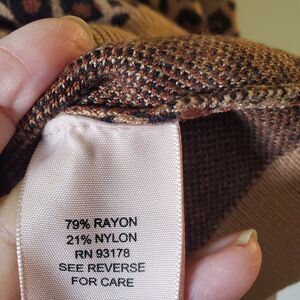 79% RAYON
21% NYLON
RN 93178
SEE REVERSE
FOR CARE